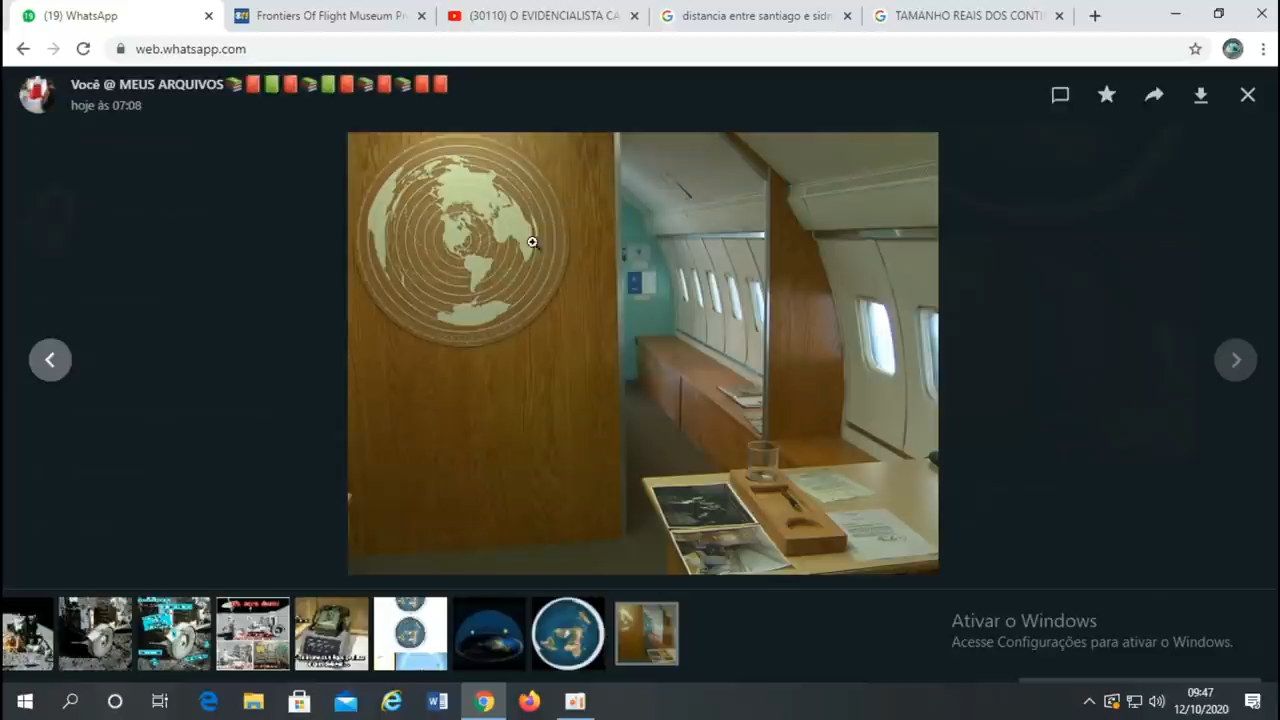 (19) WhatsApp
Frontiers Of Flight Museum Pr
(30110) O EVIDENCIALISTA CA
distancia entre santiago e sidn
TAMANHO REAIS DOS CONTI
web.whatsapp.com
Você @ MEUS ARQUIVOS
hoje às 07:08
Ativar o Windows
Acesse Configurações para ativar o Windows.
09:47
12/10/2020